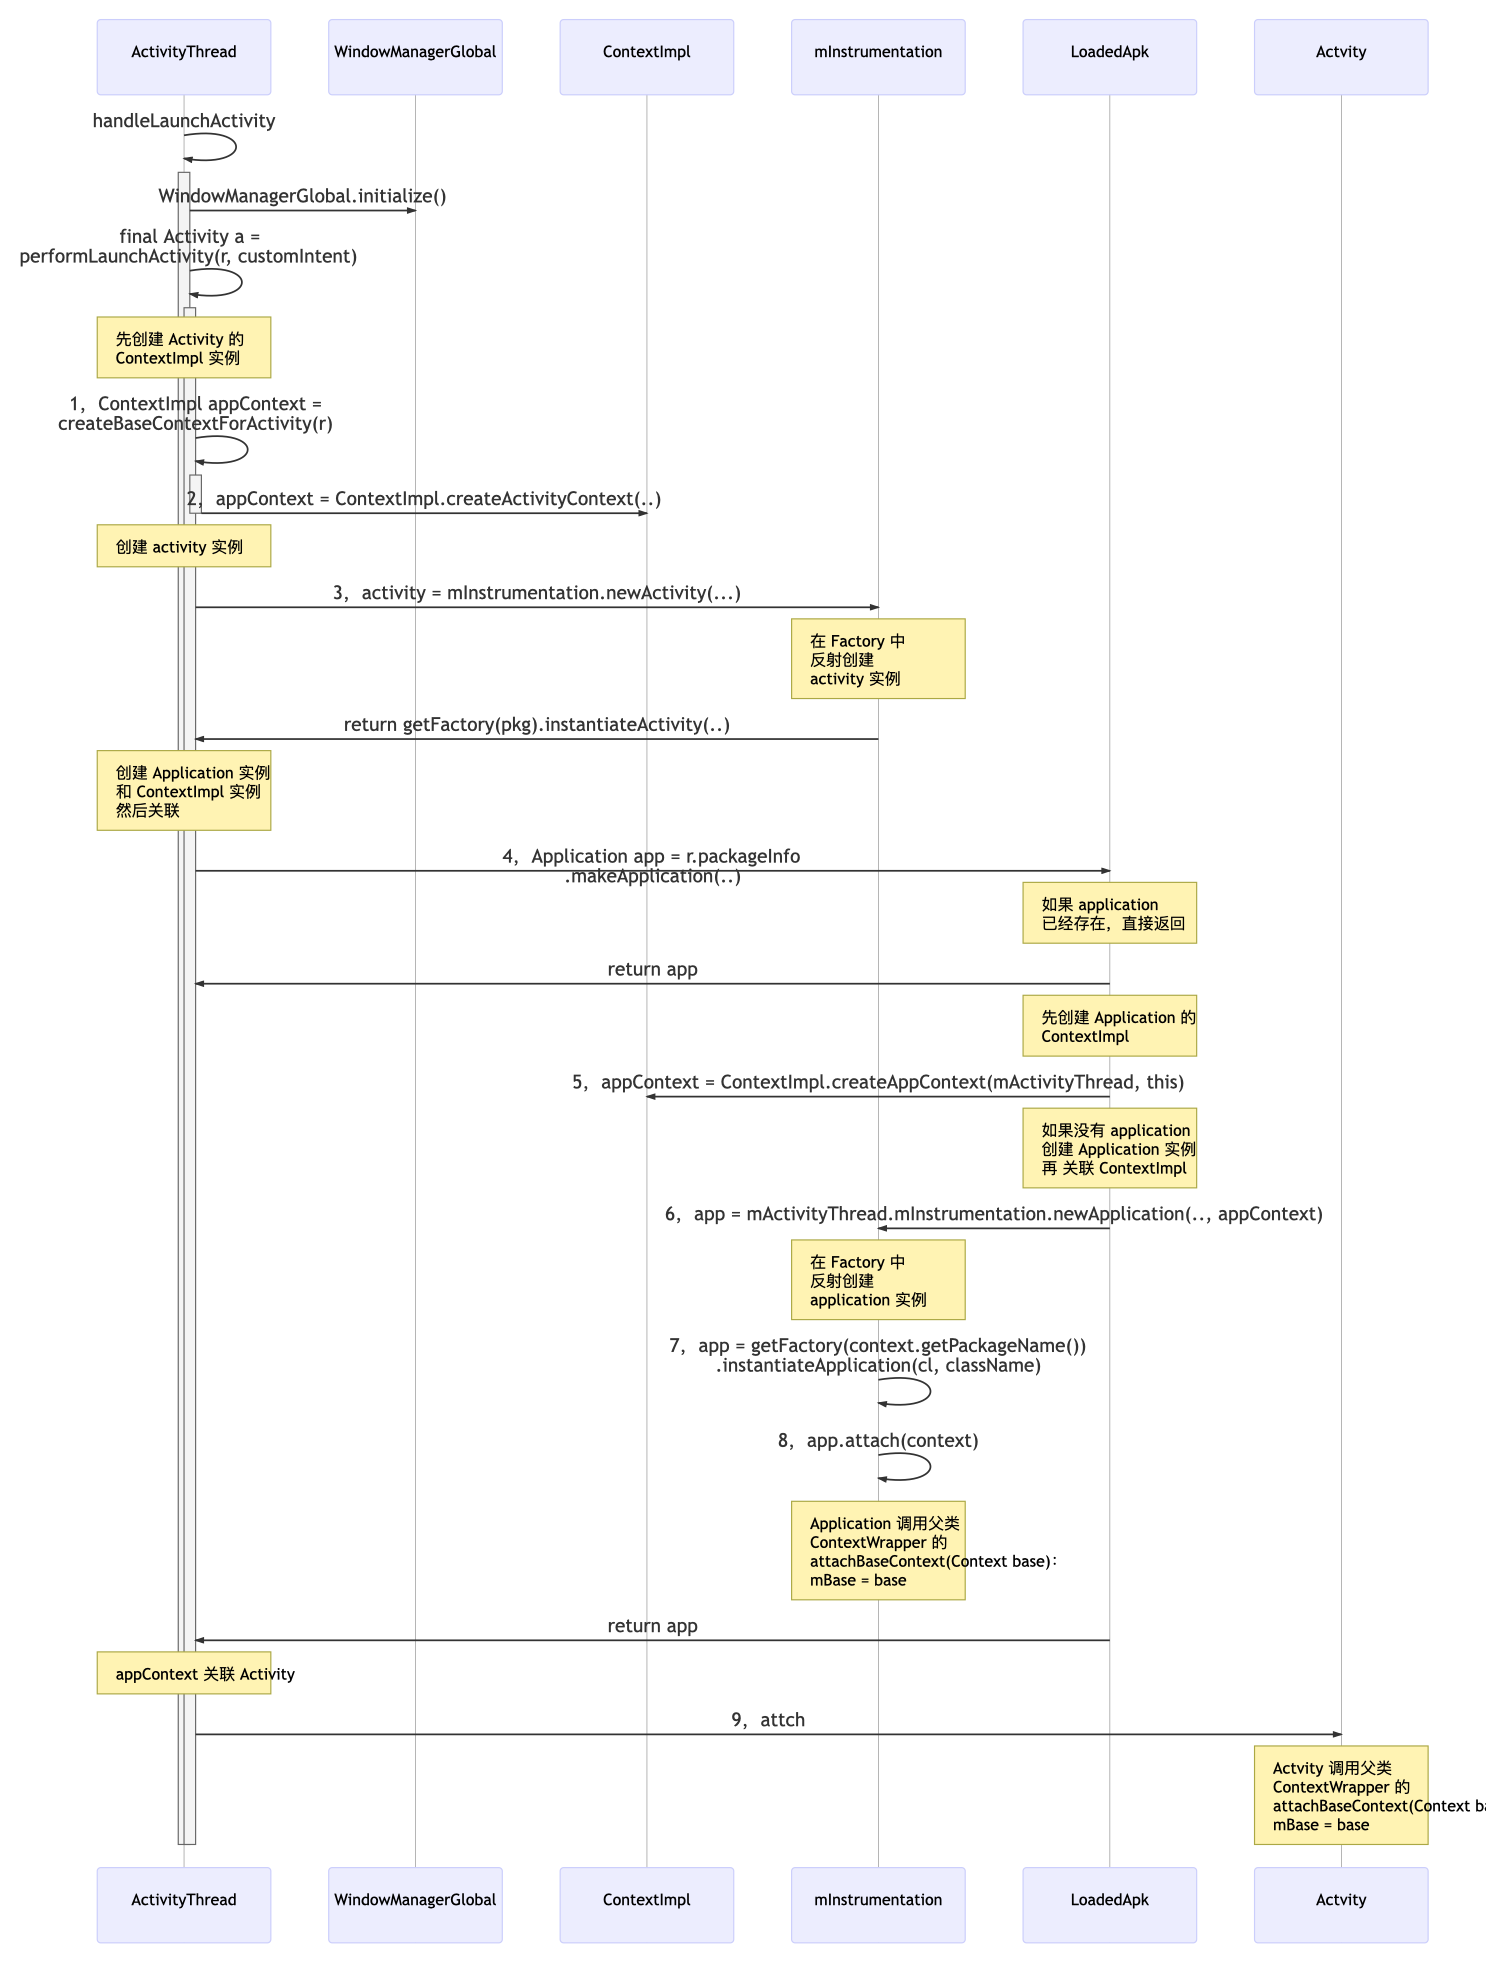 ActivityThread
WindowManagerGlobal
ContextImpl
mInstrumentation
LoadedApk
Actvity
handleLaunchActivity
WindowManagerGlobal.initialize()
final Activity a =
performLaunchActivity(r, customIntent)
先创建 Activity 的
ContextImpl 实例
1，ContextImpl appContext =
createBaseContextForActivity(r)
2，appContext = ContextImpl.createActivityContext(..)
创建 activity 实例
3，activity = mInstrumentation.newActivity(...)
在 Factory 中
反射创建
activity 实例
return getFactory(pkg).instantiateActivity(..)
创建 Application 实例
和 ContextImpl 实例
然后关联
4，Application app = r.packageInfo
.makeApplication(..)
如果 application
已经存在，直接返回
return app
先创建 Application 的
ContextImpl
5，appContext = ContextImpl.createAppContext(mActivityThread, this)
如果没有 application
创建 Application 实例
再 关联 ContextImpl
6，app = mActivityThread.mInstrumentation.newApplication(.., appContext)
在 Factory 中
反射创建
application 实例
7，app = getFactory(context.getPackageName())
.instantiateApplication(cl, className)
8，app.attach(context)
Application 调用父类
ContextWrapper 的
attachBaseContext(Context base)：
mBase = base
return app
appContext 关联 Activity
9，attch
Actvity 调用父类
ContextWrapper 的
attachBaseContext(Context ba
mBase = base
ActivityThread
WindowManagerGlobal
ContextImpl
mInstrumentation
LoadedApk
Actvity